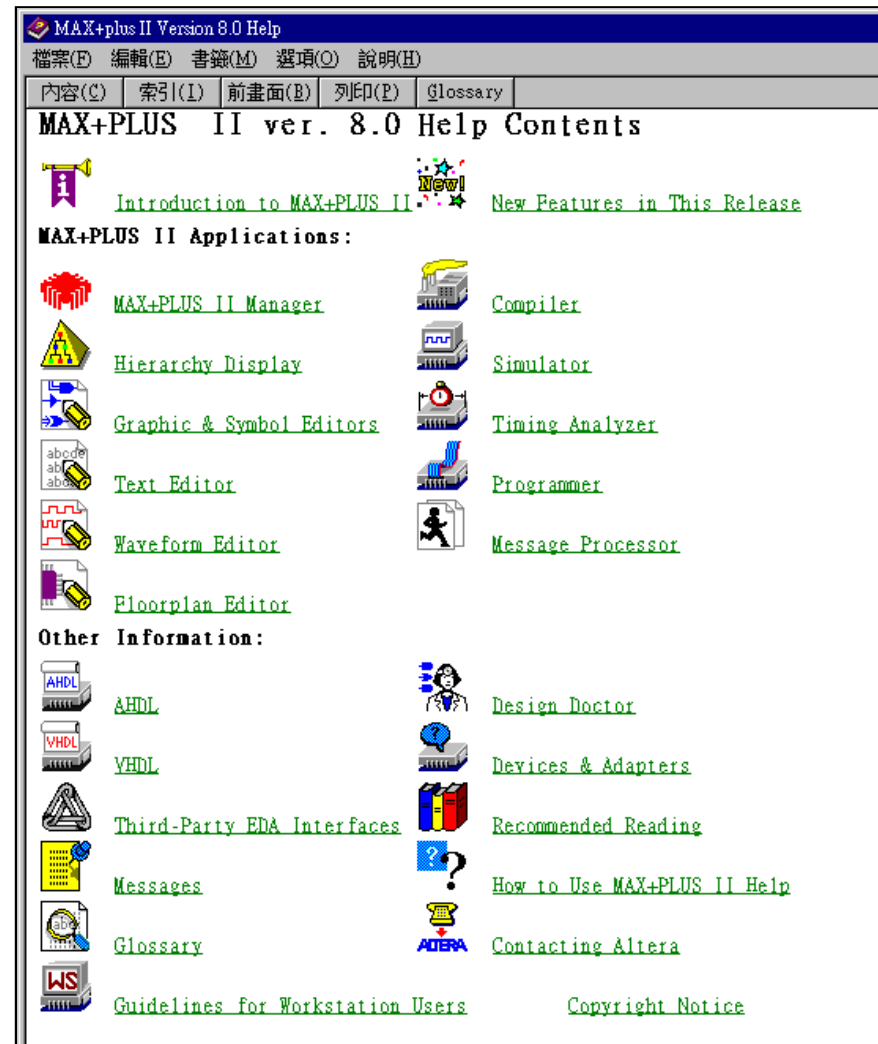 MAX+plus II Version 8.0 Help
檔案(F) 編輯(E) 書籤(M) 選項(O) 說明(H)
內容(C) 索引(I) 前畫面(B) 列印(P) Glossary
MAX+PLUS II ver. 8.0 Help Contents
Introduction to MAX+PLUS II New! New Features in This Release
MAX+PLUS II Applications:
MAX+PLUS II Manager Compiler
Hierarchy Display Simulator
Graphic & Symbol Editors Timing Analyzer
Text Editor Programmer
Waveform Editor Message Processor
Floorplan Editor
Other Information:
AHDL AHDL Design Doctor
VHDL VHDL Devices & Adapters
Third-Party EDA Interfaces Recommended Reading
Messages How to Use MAX+PLUS II Help
Glossary ALTERA Contacting Altera
WS Guidelines for Workstation Users Copyright Notice